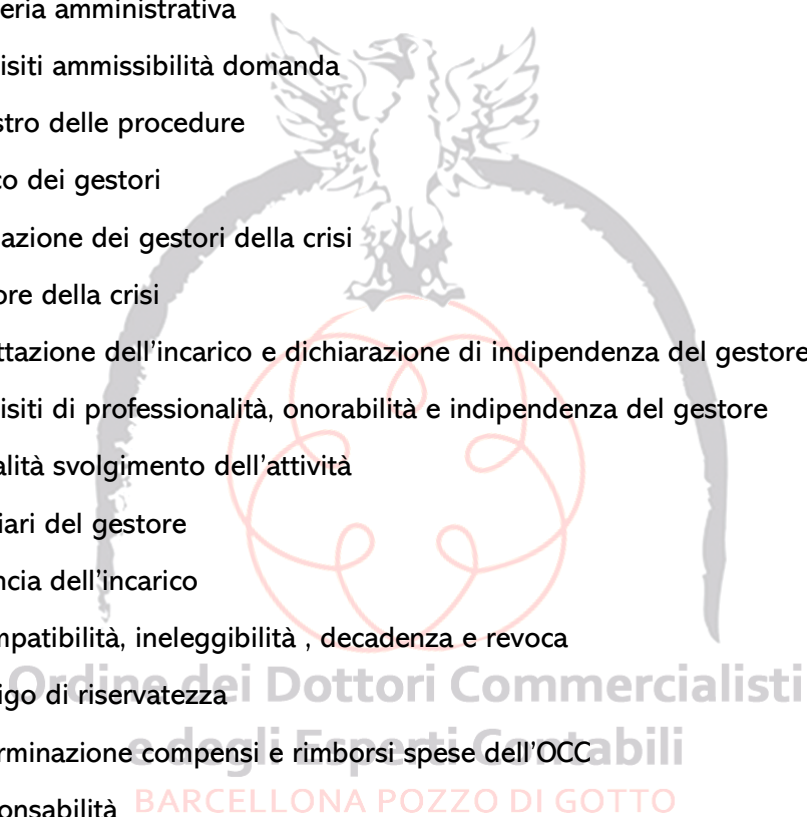 eria amministrativa
isiti ammissibilità domanda
stro delle procedure
co dei gestori
azione dei gestori della crisi
ore della crisi
ttazione dell'incarico e dichiarazione di indipendenza del gestore
isiti di professionalità, onorabilità e indipendenza del gestore
alità svolgimento dell'attività
iari del gestore
ncia dell'incarico
mpatibilità, ineleggibilità , decadenza e revoca
Ordine dei Dottori Commercialisti
igo di riservatezza
e degli Esperti Contabili
rminazione compensi e rimborsi spese dell'OCC
onsabilità
BARCELLONA POZZO DI GOTTO